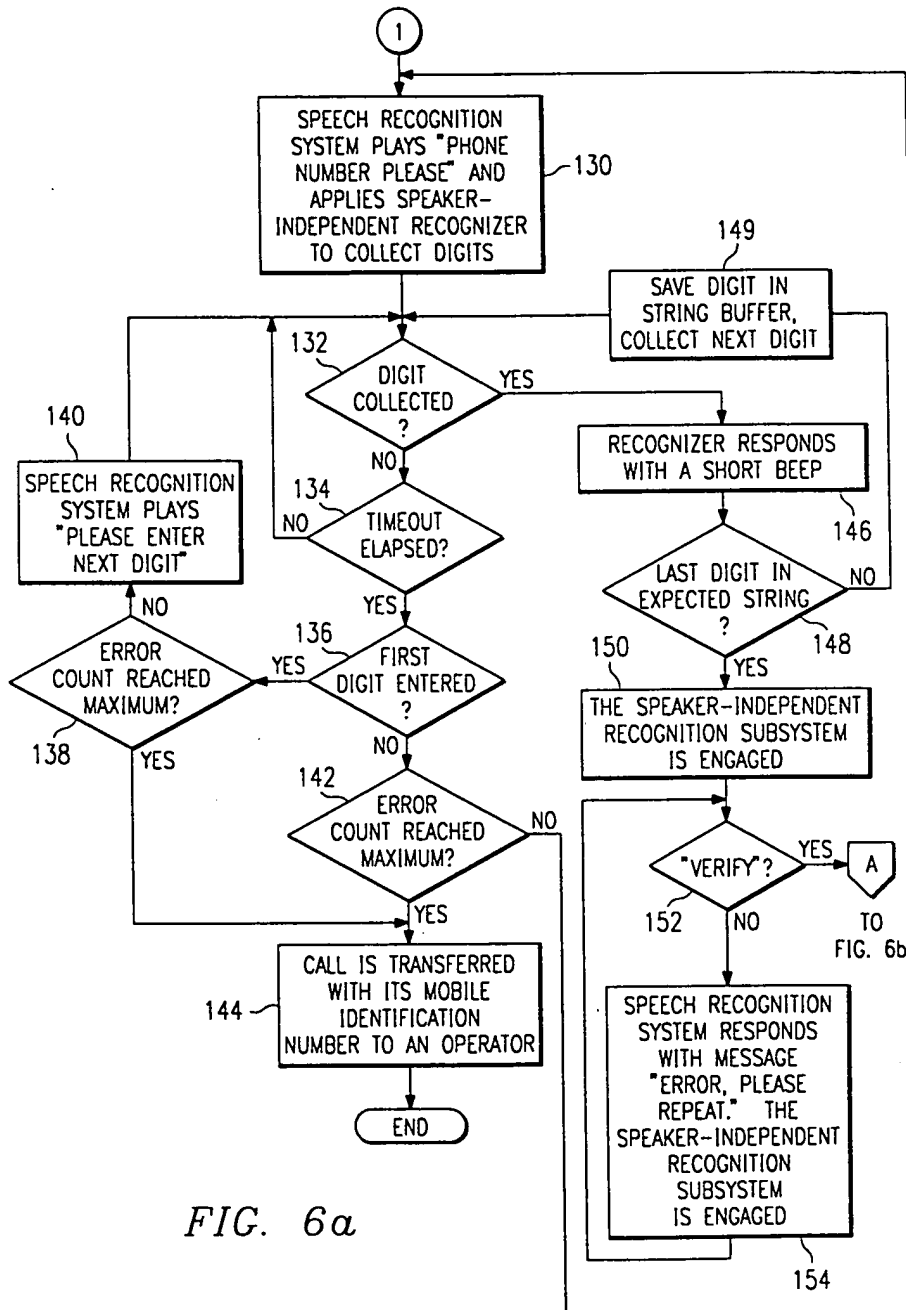 1
SPEECH RECOGNITION
SYSTEM PLAYS "PHONE
NUMBER PLEASE" AND
APPLIES SPEAKER-
INDEPENDENT RECOGNIZER
TO COLLECT DIGITS
130
149
SAVE DIGIT IN
STRING BUFFER,
COLLECT NEXT DIGIT
132
DIGIT
COLLECTED
?
YES
NO
140
SPEECH RECOGNITION
SYSTEM PLAYS
"PLEASE ENTER
NEXT DIGIT"
RECOGNIZER RESPONDS
WITH A SHORT BEEP
146
134
TIMEOUT
ELAPSED?
NO
YES
LAST DIGIT IN
EXPECTED STRING
?
NO
148
YES
136
FIRST
DIGIT ENTERED
?
YES
NO
NO
ERROR
COUNT REACHED
MAXIMUM?
138
YES
150
THE SPEAKER-INDEPENDENT
RECOGNITION SUBSYSTEM
IS ENGAGED
142
ERROR
COUNT REACHED
MAXIMUM?
NO
YES
"VERIFY"?
YES
A
152
NO
TO
FIG. 6b
144
CALL IS TRANSFERRED
WITH ITS MOBILE
IDENTIFICATION
NUMBER TO AN OPERATOR
END
SPEECH RECOGNITION
SYSTEM RESPONDS
WITH MESSAGE
"ERROR, PLEASE
REPEAT." THE
SPEAKER-INDEPENDENT
RECOGNITION
SUBSYSTEM
IS ENGAGED
154
FIG. 6a